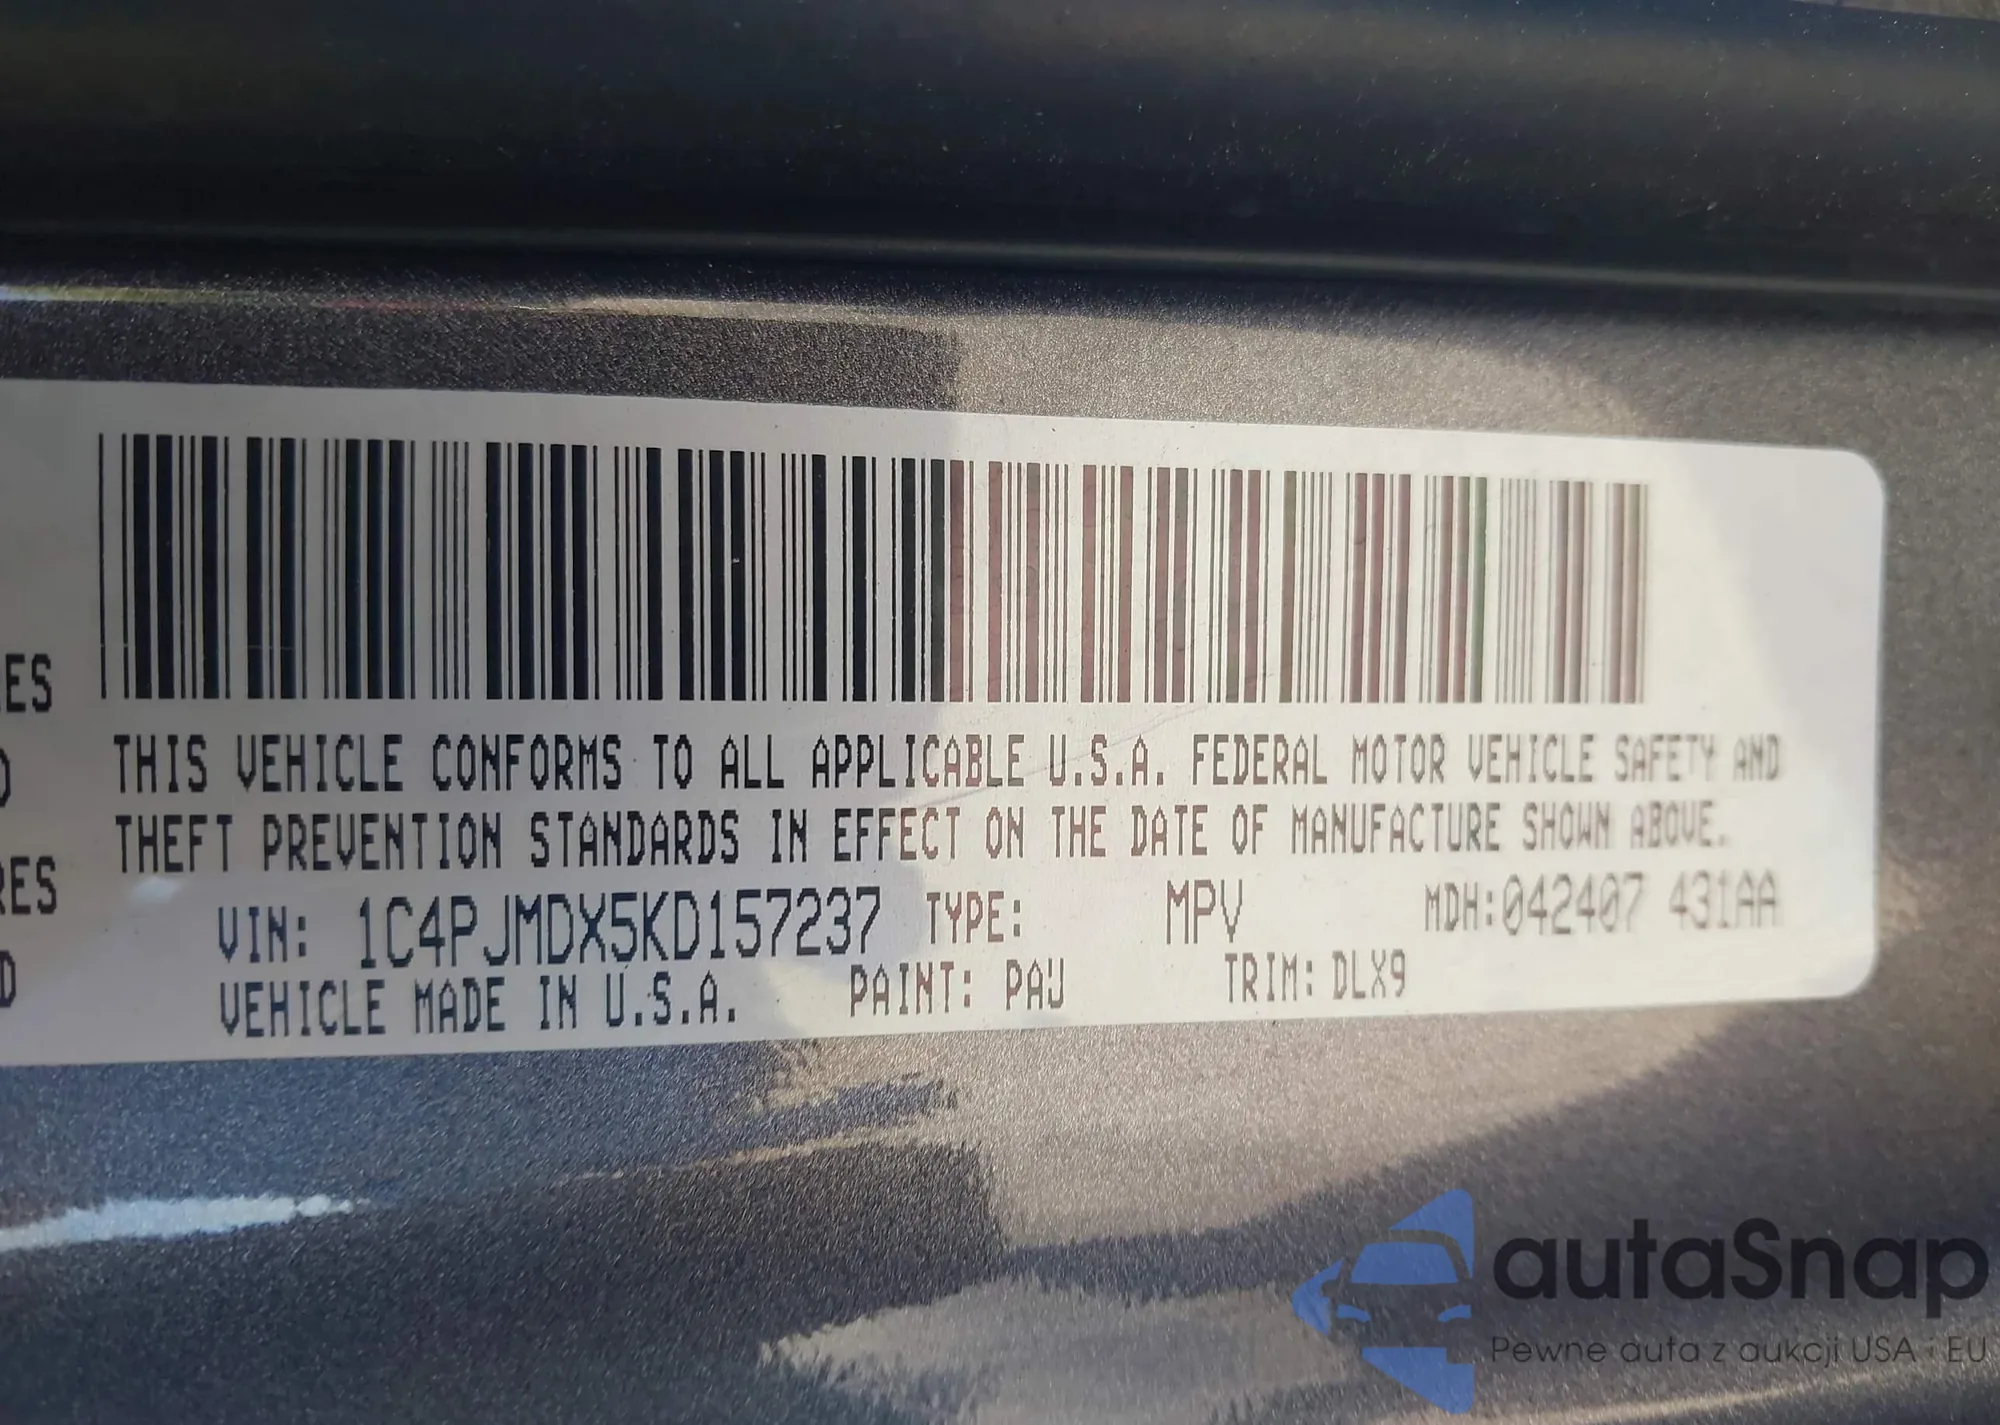 ES
D
RES
D
THIS VEHICLE CONFORMS TO ALL APPLICABLE U.S.A. FEDERAL MOTOR VEHICLE SAFETY AND
THEFT PREVENTION STANDARDS IN EFFECT ON THE DATE OF MANUFACTURE SHOWN ABOVE.
VIN: 1C4PJMDX5KD157237 TYPE: MPV MDH:042407 431AA
VEHICLE MADE IN U.S.A. PAINT: PAU TRIM: DLX9
autaSnap
Pewne auta z aukcji USA i EU